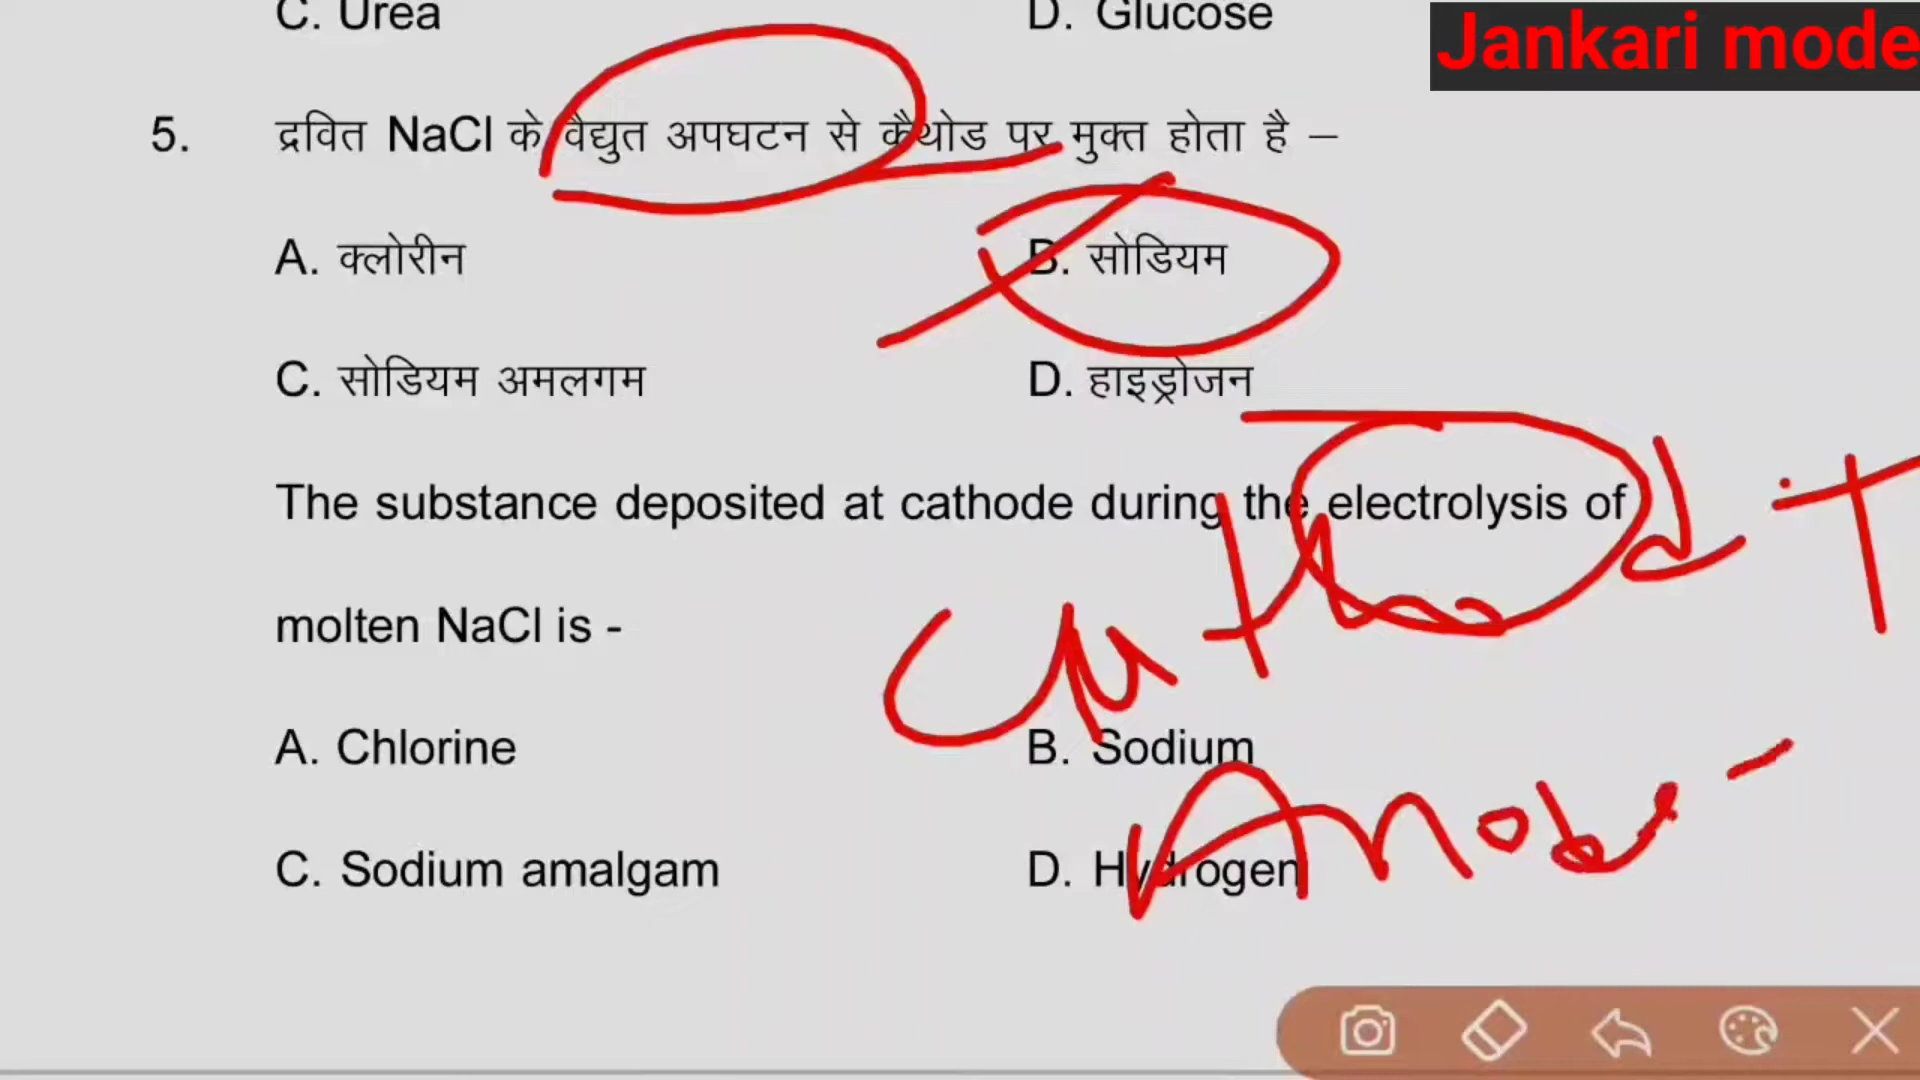 C. Urea D. Glucose
Jankari mode
5. द्रवित NaCl के वैद्युत अपघटन से कैथोड पर मुक्त होता है –
A. क्लोरीन B. सोडियम
C. सोडियम अमलगम D. हाइड्रोजन
The substance deposited at cathode during the electrolysis of
molten NaCl is -
Cathod
A. Chlorine B. Sodium
Anode -
C. Sodium amalgam D. Hydrogen